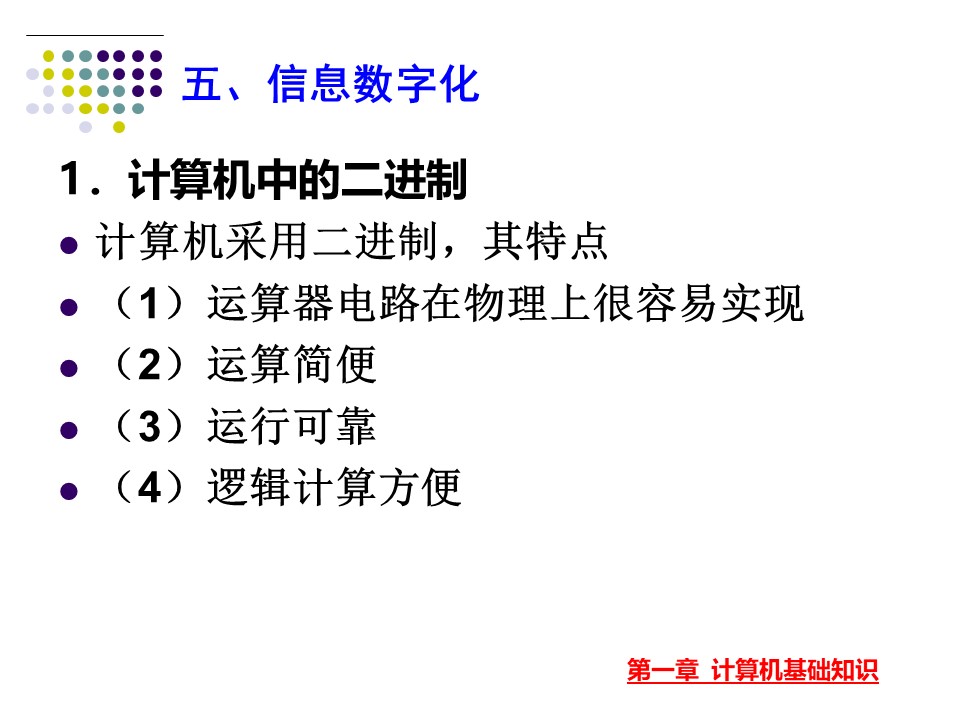 五、信息数字化
1．计算机中的二进制
计算机采用二进制，其特点
（1）运算器电路在物理上很容易实现
（2）运算简便
（3）运行可靠
（4）逻辑计算方便
第一章 计算机基础知识